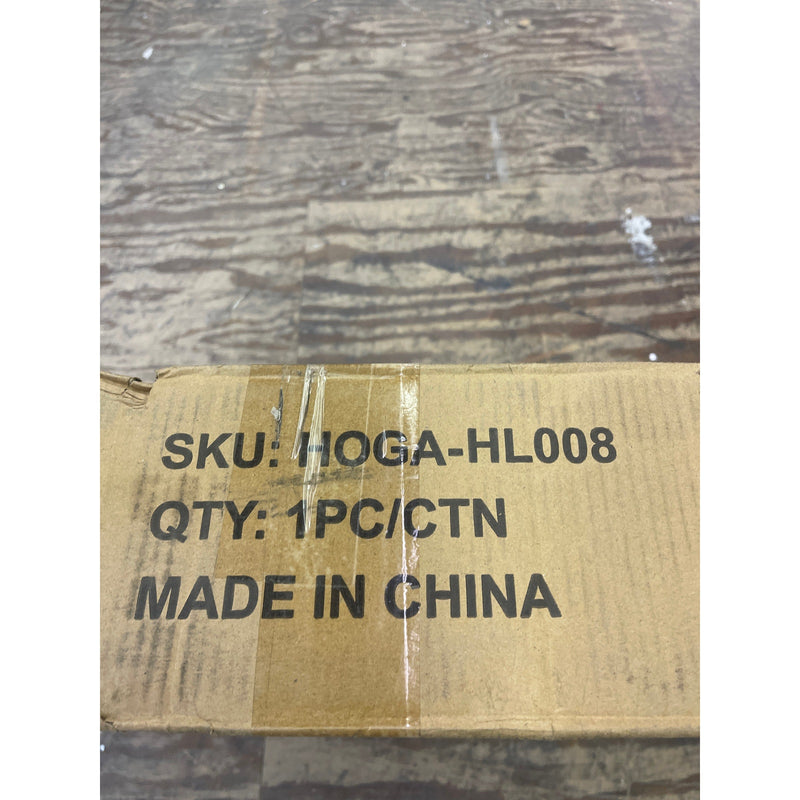 SKU: HOGA-HL008
QTY: 1PC/CTN
MADE IN CHINA